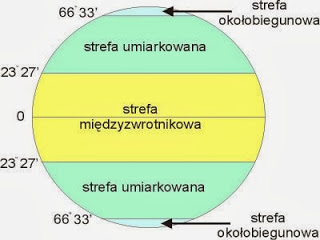 66°33'
strefa
okołobiegunowa
strefa umiarkowana
23°27'
0
strefa
międzyzwrotnikowa
23°27'
strefa umiarkowana
66°33'
strefa
okołobiegunowa